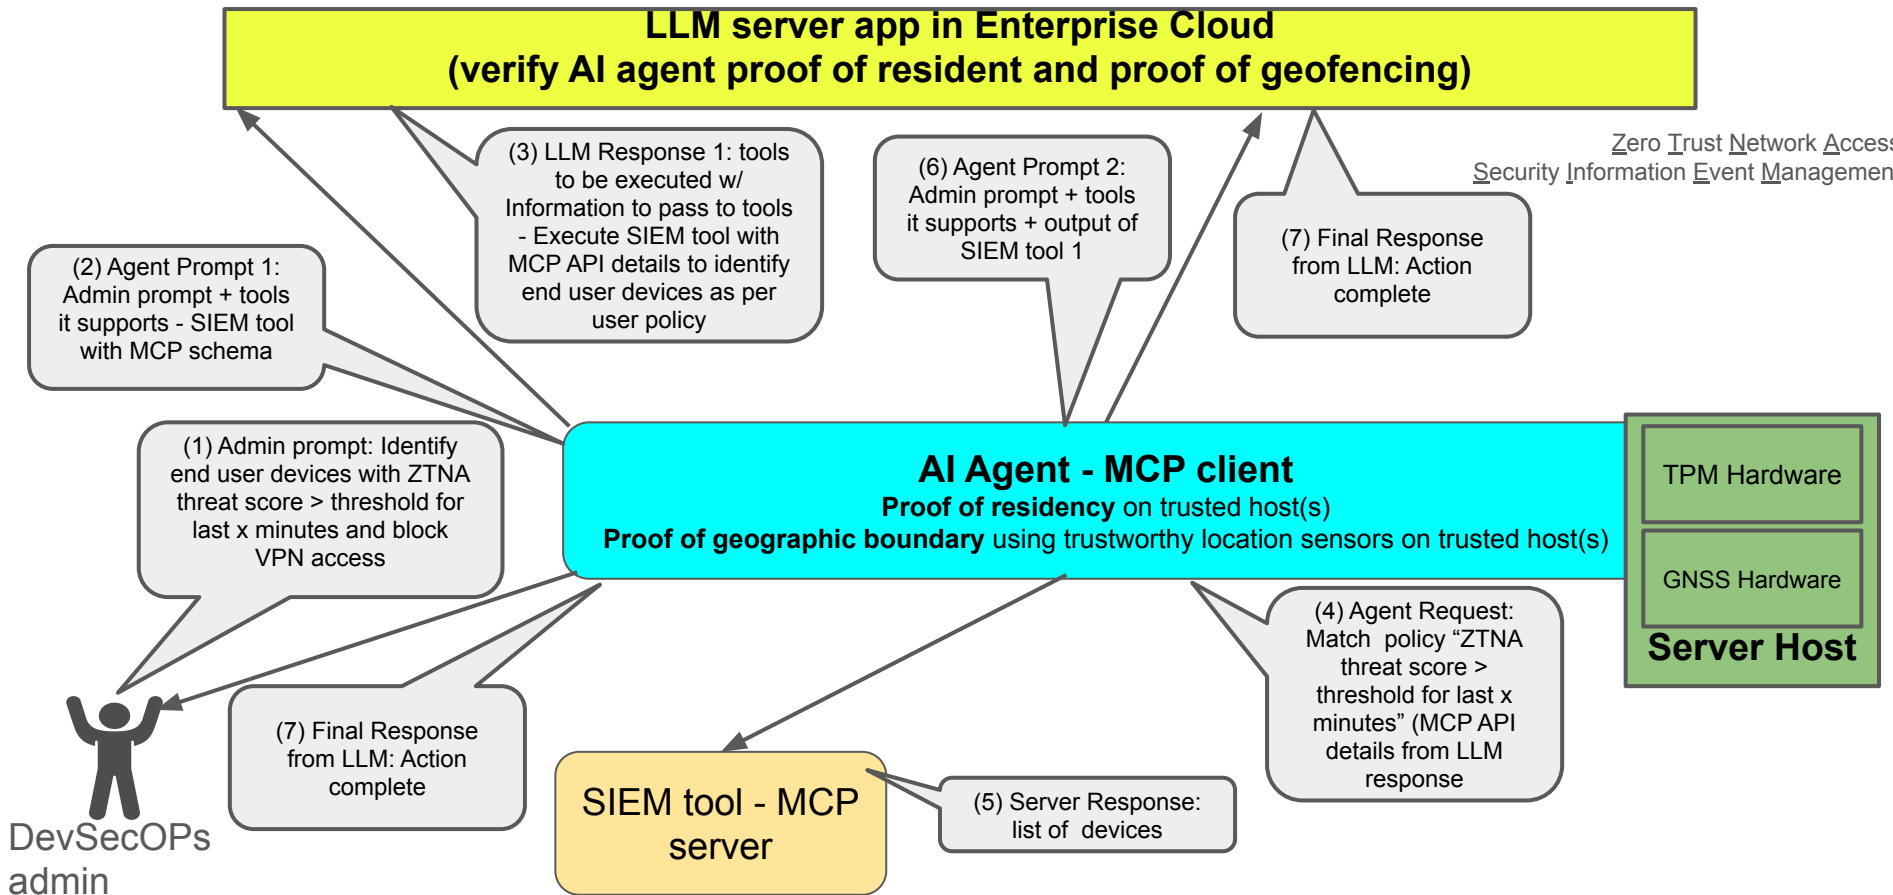 LLM server app in Enterprise Cloud
(verify AI agent proof of resident and proof of geofencing)
Zero Trust Network Access
Security Information Event Managemen
(3) LLM Response 1: tools
to be executed w/
Information to pass to tools
- Execute SIEM tool with
MCP API details to identify
end user devices as per
user policy
(6) Agent Prompt 2:
Admin prompt + tools
it supports + output of
SIEM tool 1
(7) Final Response
from LLM: Action
complete
(2) Agent Prompt 1:
Admin prompt + tools
it supports - SIEM tool
with MCP schema
(1) Admin prompt: Identify
end user devices with ZTNA
threat score > threshold for
last x minutes and block
VPN access
AI Agent - MCP client
Proof of residency on trusted host(s)
Proof of geographic boundary using trustworthy location sensors on trusted host(s)
TPM Hardware
GNSS Hardware
Server Host
(4) Agent Request:
Match policy “ZTNA
threat score >
threshold for last x
minutes” (MCP API
details from LLM
response
(7) Final Response
from LLM: Action
complete
SIEM tool - MCP
server
(5) Server Response:
list of devices
DevSecOPs
admin